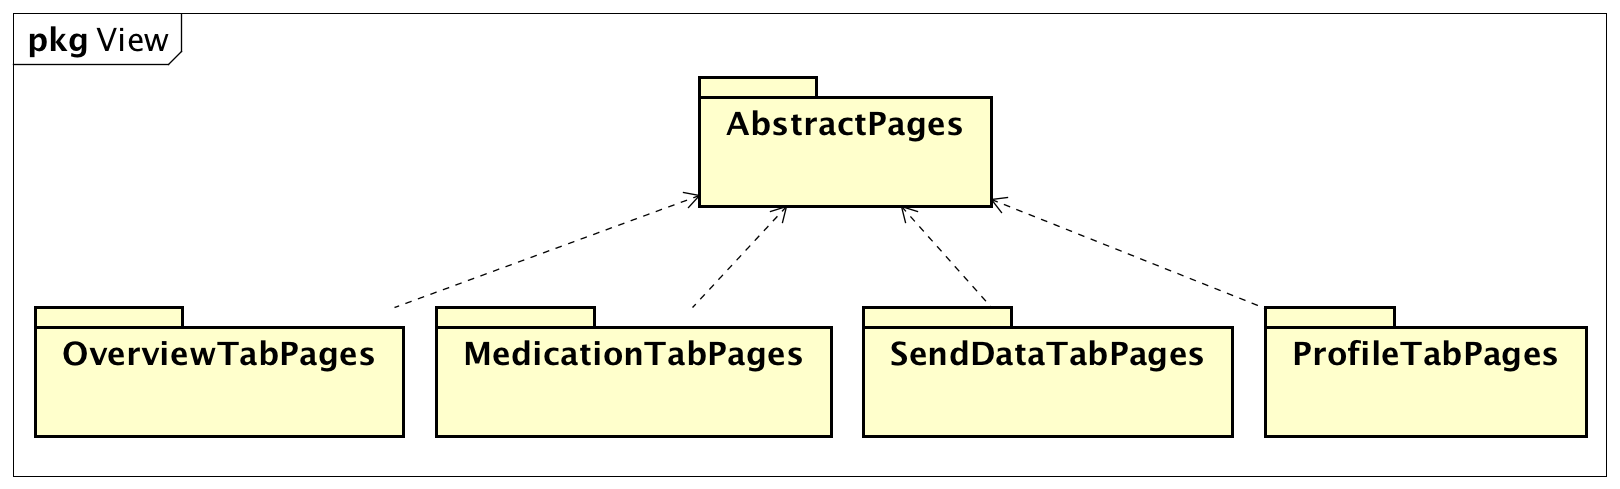 pkg View
AbstractPages
OverviewTabPages
MedicationTabPages
SendDataTabPages
ProfileTabPages